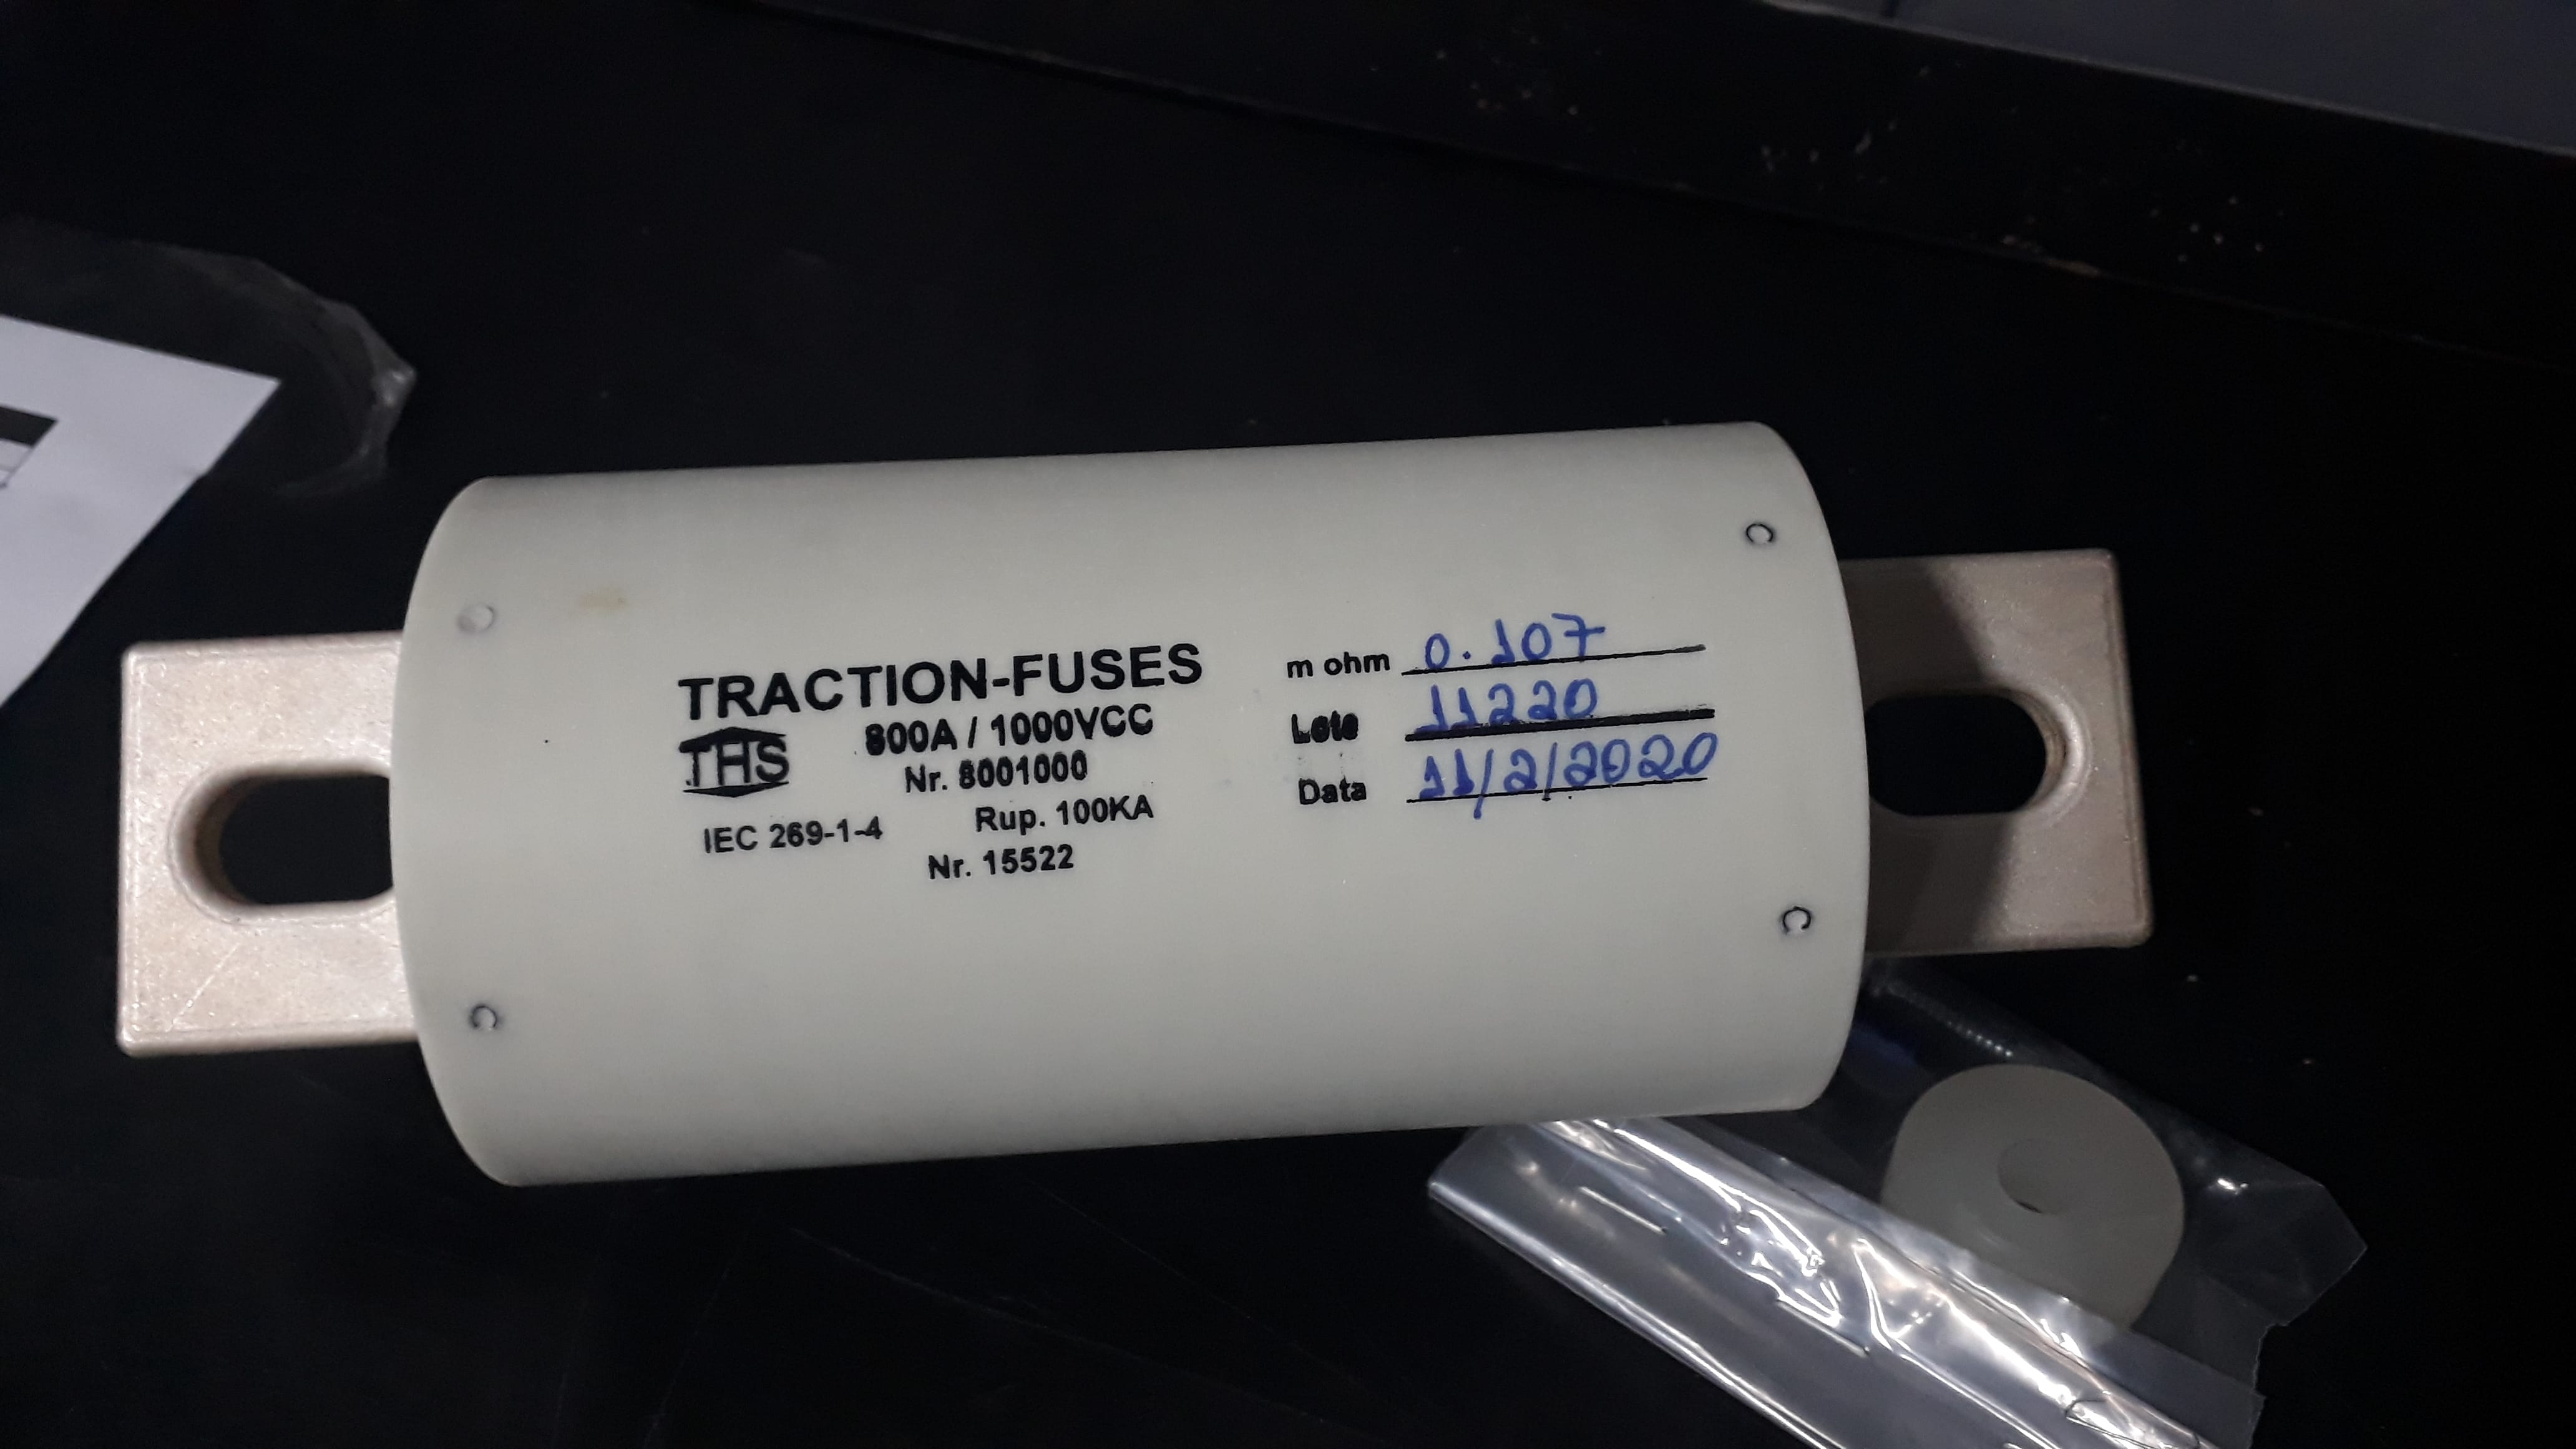 TRACTION-FUSES
THS
800A / 1000VCC
Nr. 8001000
IEC 269-1-4
Rup. 100KA
Nr. 15522
m ohm 0.107
Lote 11220
Data 11/2/2020
C
C
C